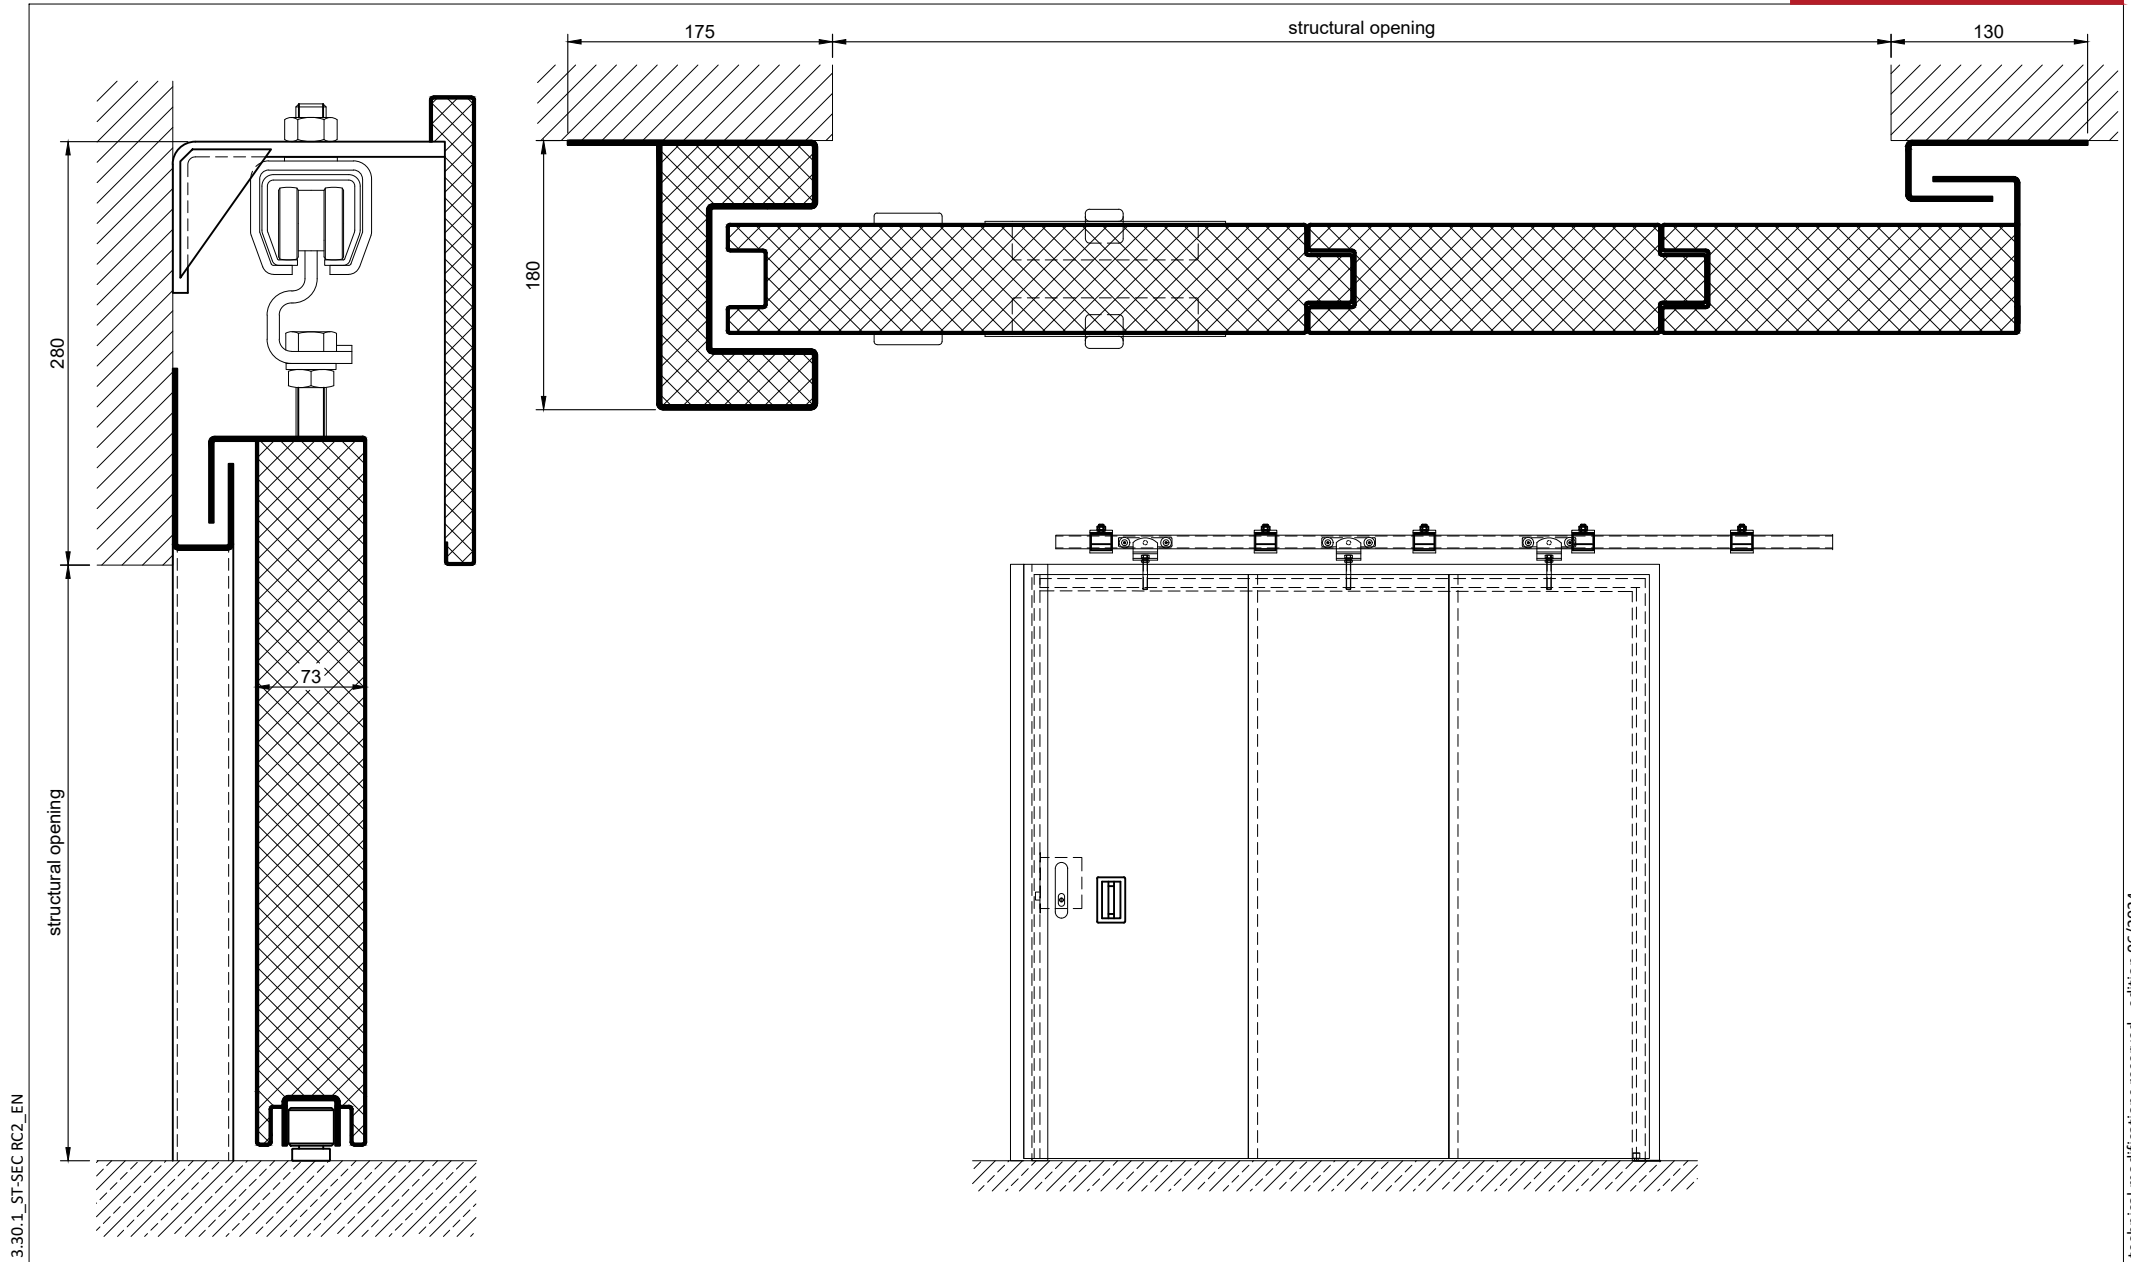 175
structural opening
130
180
280
73
structural opening
3.30.1_ST-SEC RC2_EN